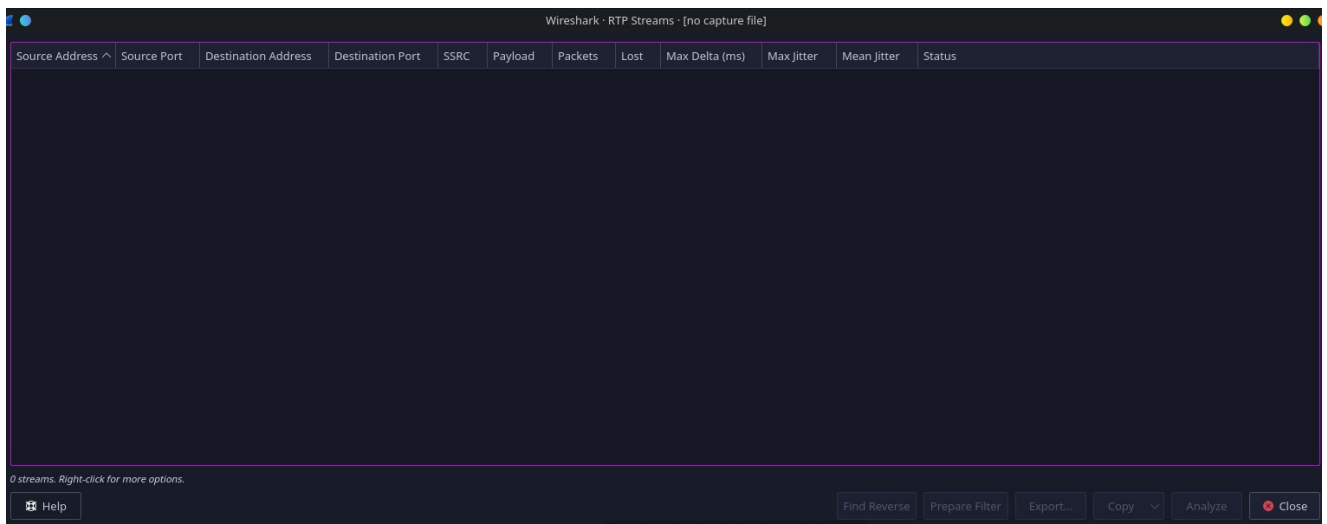 Wireshark · RTP Streams · [no capture file]
Source Address Source Port Destination Address Destination Port SSRC Payload Packets Lost Max Delta (ms) Max Jitter Mean Jitter Status
0 streams. Right-click for more options.
Help Find Reverse Prepare Filter Export... Copy Analyze Close